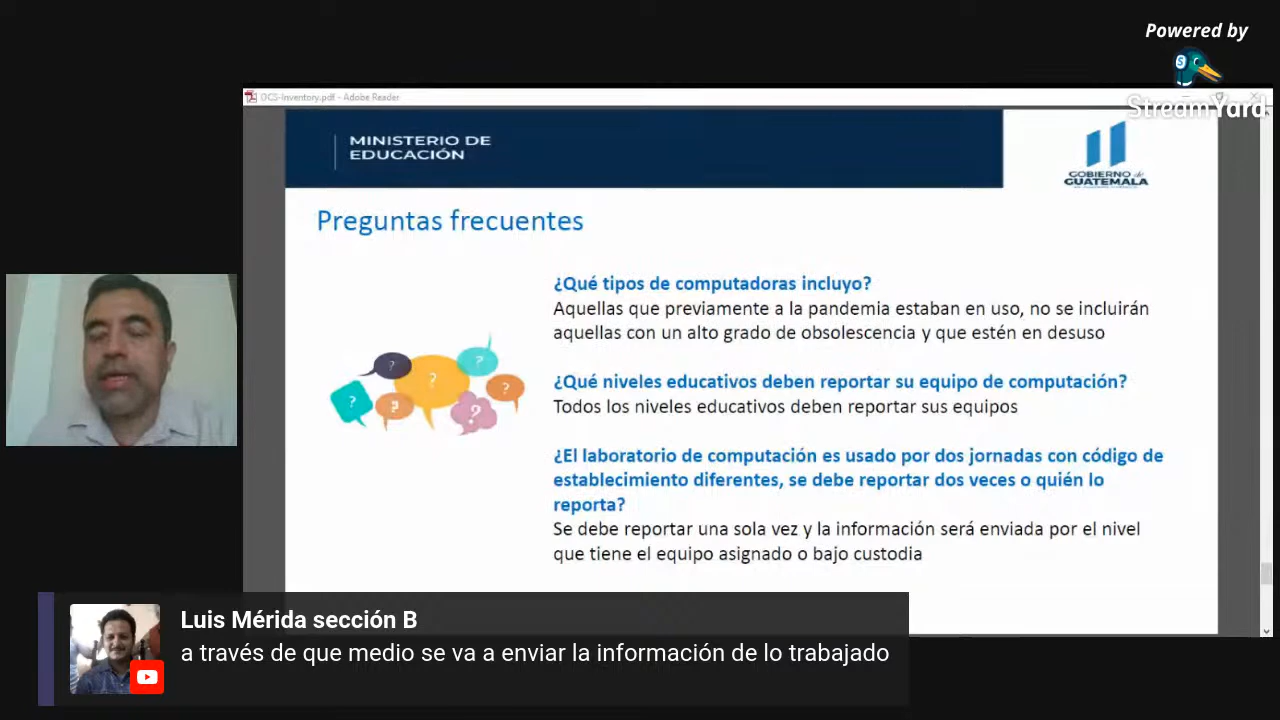 Powered by
StreamYard
OCS-Inventory.pdf - Adobe Reader
MINISTERIO DE
EDUCACIÓN
GOBIERNO de
GUATEMALA
Preguntas frecuentes
¿Qué tipos de computadoras incluyo?
Aquellas que previamente a la pandemia estaban en uso, no se incluirán
aquellas con un alto grado de obsolescencia y que estén en desuso
¿Qué niveles educativos deben reportar su equipo de computación?
Todos los niveles educativos deben reportar sus equipos
¿El laboratorio de computación es usado por dos jornadas con código de
establecimiento diferentes, se debe reportar dos veces o quién lo
reporta?
Se debe reportar una sola vez y la información será enviada por el nivel
que tiene el equipo asignado o bajo custodia
Luis Mérida sección B
a través de que medio se va a enviar la información de lo trabajado